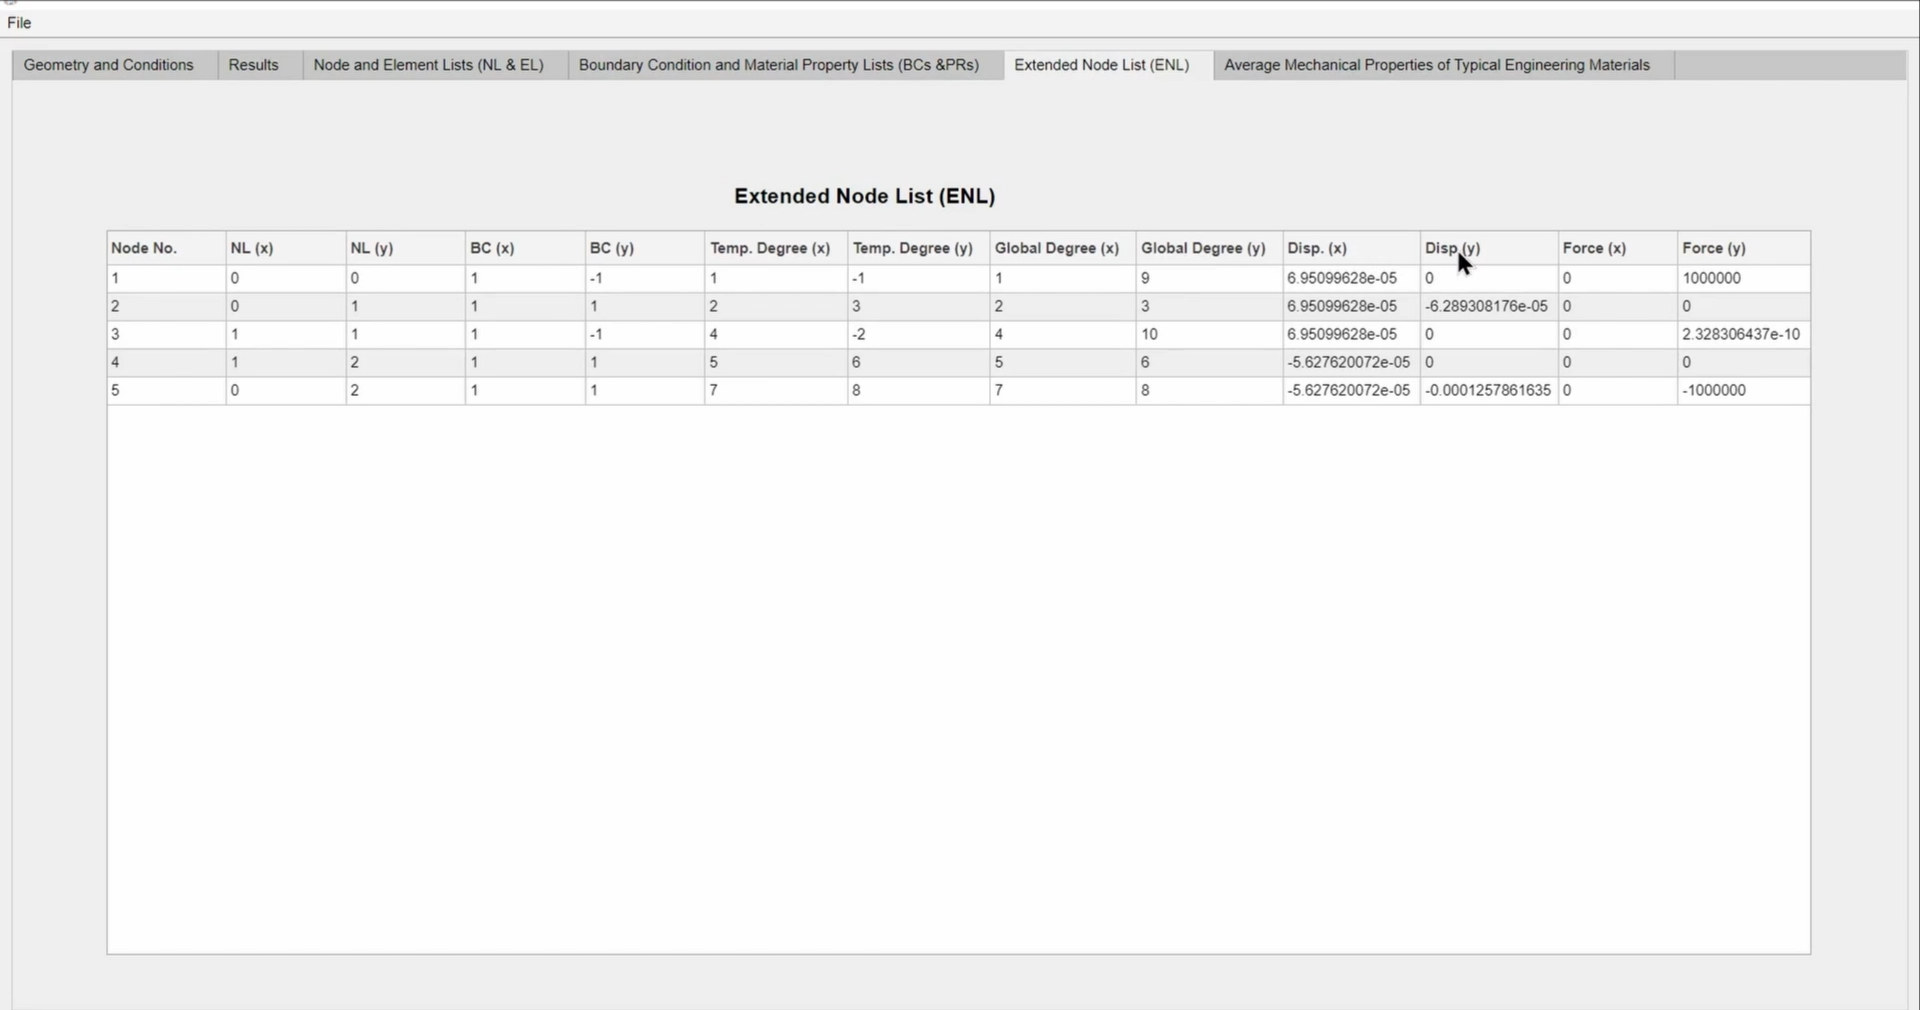 File
Geometry and Conditions Results Node and Element Lists (NL & EL) Boundary Condition and Material Property Lists (BCs &PRs) Extended Node List (ENL) Average Mechanical Properties of Typical Engineering Materials
Extended Node List (ENL)
Node No. NL (x) NL (y) BC (x) BC (y) Temp. Degree (x) Temp. Degree (y) Global Degree (x) Global Degree (y) Disp. (x) Disp (y) Force (x) Force (y)
1 0 0 1 -1 1 -1 1 9 6.95099628e-05 0 0 1000000
2 0 1 1 1 2 3 2 3 6.95099628e-05 -6.289308176e-05 0 0
3 1 1 1 -1 4 -2 4 10 6.95099628e-05 0 0 2.328306437e-10
4 1 2 1 1 5 6 5 6 -5.627620072e-05 0 0 0
5 0 2 1 1 7 8 7 8 -5.627620072e-05 -0.0001257861635 0 -1000000